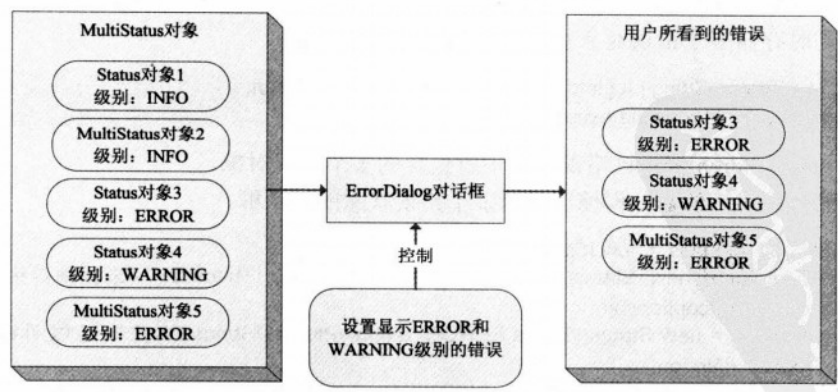 MultiStatus对象
Status对象1
级别：INFO
MultiStatus对象2
级别：INFO
Status对象3
级别：ERROR
Status对象4
级别：WARNING
MultiStatus对象5
级别：ERROR
ErrorDialog对话框
控制
设置显示ERROR和
WARNING级别的错误
用户所看到的错误
Status对象3
级别：ERROR
Status对象4
级别：WARNING
MultiStatus对象5
级别：ERROR